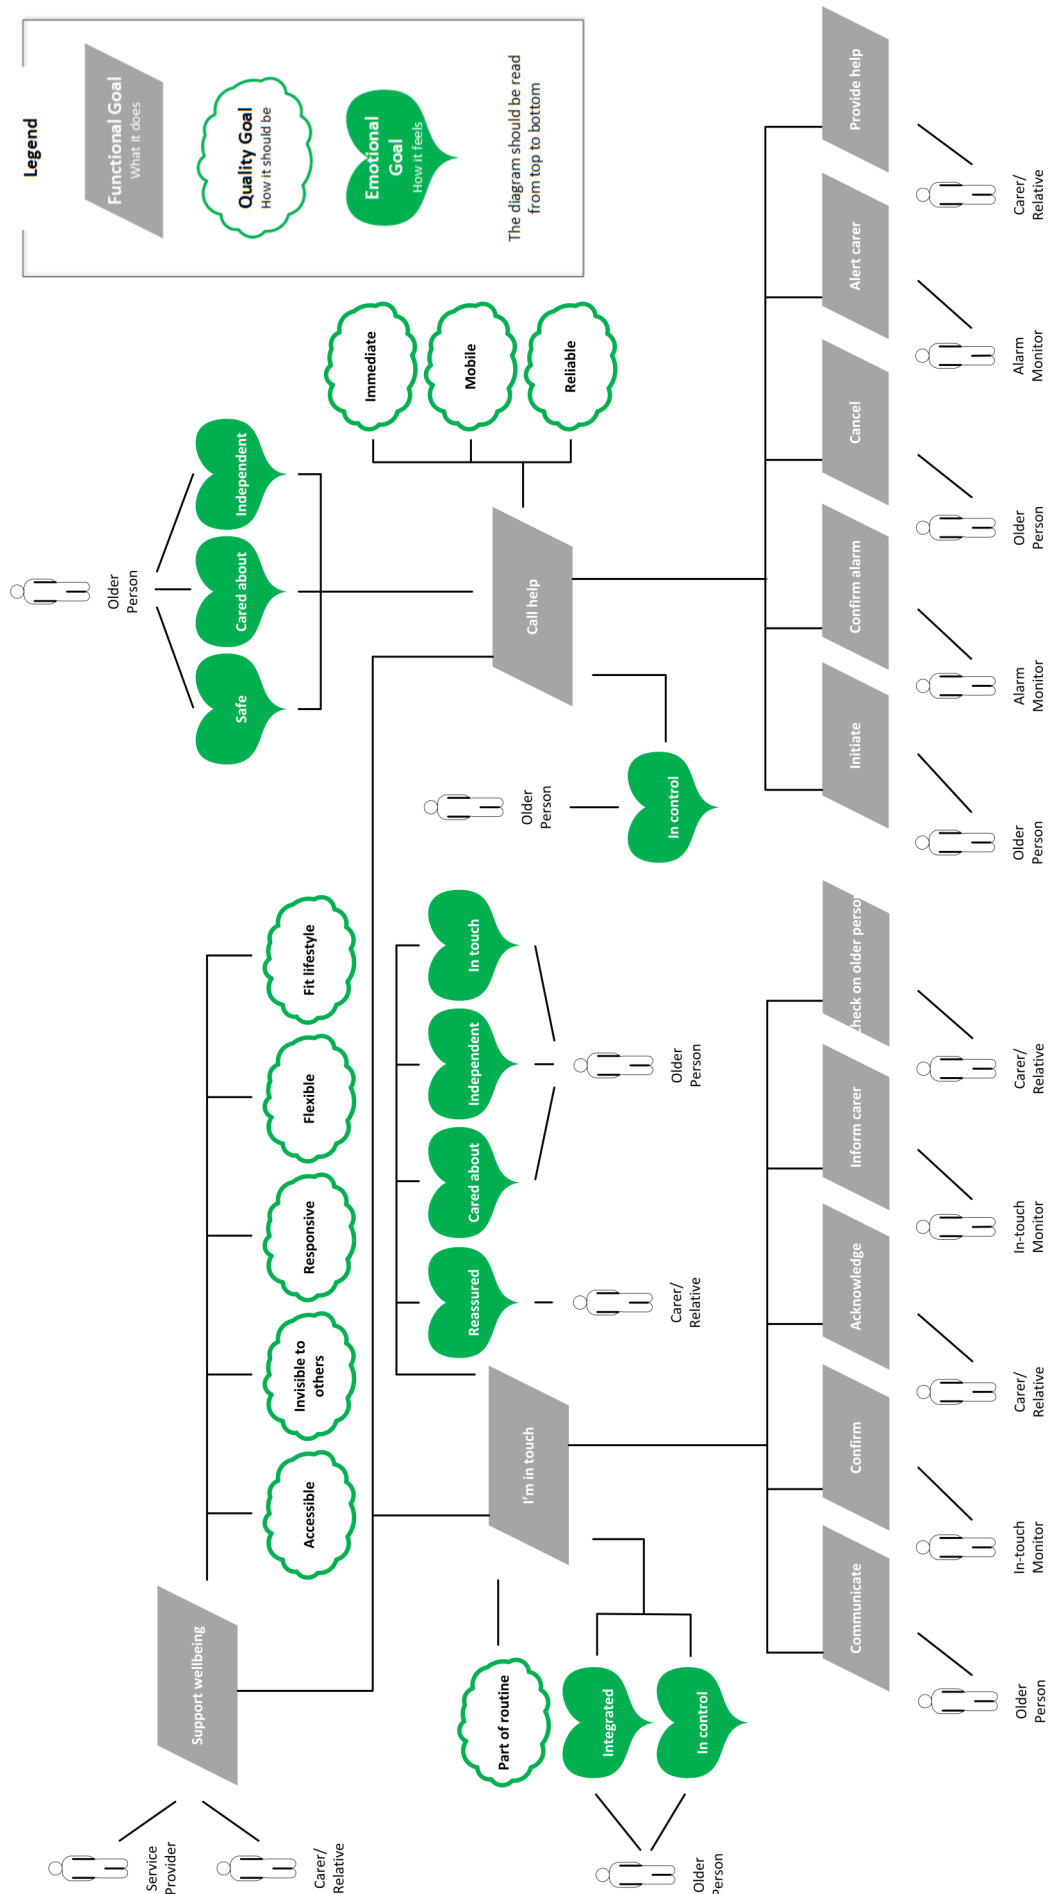 Service
Provider
Carer/
Relative
Support wellbeing
Accessible
Invisible to
others
Responsive
Flexible
Fit lifestyle
Older
Person
Safe
Cared about
Independent
Legend
Functional Goal
What it does
Quality Goal
How it should be
Emotional
Goal
How it feels
The diagram should be read
from top to bottom
Immediate
Mobile
Reliable
Call help
Older
Person
In control
I'm in touch
Reassured
Cared about
Independent
In touch
Carer/
Relative
Older
Person
Part of routine
Integrated
In control
Older
Person
Communicate
Confirm
Acknowledge
Inform carer
Check on older person
Initiate
Confirm alarm
Cancel
Alert carer
Provide help
Older
Person
In-touch
Monitor
Carer/
Relative
In-touch
Monitor
Carer/
Relative
Older
Person
Alarm
Monitor
Older
Person
Alarm
Monitor
Carer/
Relative